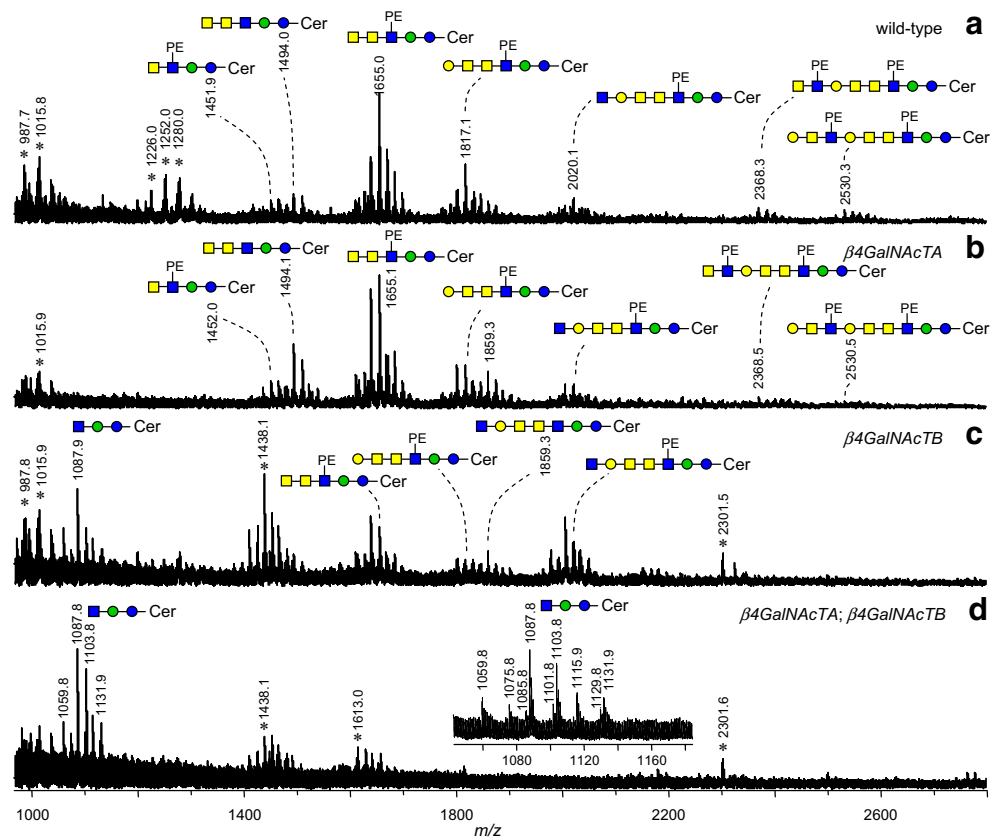 a
wild-type
PE
Cer
Cer
PE
Cer
PE
Cer
PE
Cer
PE PE
Cer
PE PE
Cer
* 987.7
* 1015.8
* 1226.0
* 1252.0
* 1280.0
1451.9
1494.0
1655.0
1817.1
2020.1
2368.3
2530.3
b
β4GalNAcTA
Cer
PE
Cer
PE
Cer
PE
Cer
PE
Cer
PE PE
Cer
PE PE
Cer
* 1015.9
1452.0
1494.1
1655.1
1859.3
2368.5
2530.5
c
β4GalNAcTB
Cer
PE
Cer
PE
Cer
Cer
PE
Cer
* 987.8
* 1015.9
1087.9
*1438.1
1859.3
* 2301.5
d
β4GalNAcTA; β4GalNAcTB
Cer
1059.8
1087.8
1103.8
1131.9
*1438.1
*1613.0
* 2301.6
Cer
1059.8
1075.8
1085.8
1087.8
1101.8
1103.8
1115.9
1129.8
1131.9
1080 1120 1160
1000 1400 1800 2200 2600
m/z